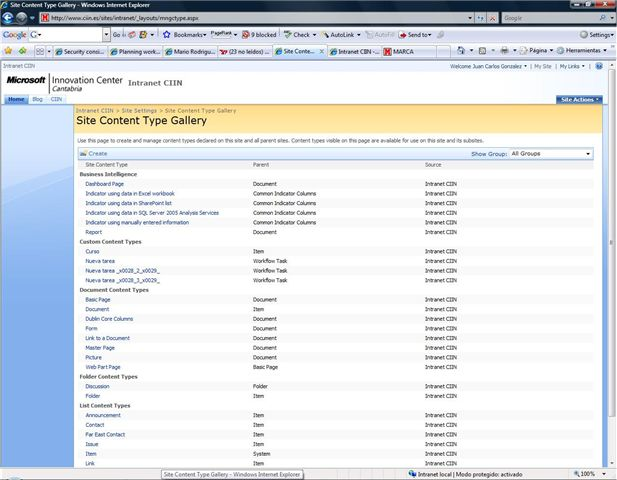 Site Content Type Gallery - Windows Internet Explorer
http://www.ciin.es/sites/intranet/_layouts/mngctype.aspx
Google
Google Go Bookmarks PageRank 9 blocked Check AutoLink AutoFill Send to Settings
Security consi... Planning work... Mario Rodrigu... (23 no leídos) ... Site Conte... Intranet CIIN -... MARCA Página Herramientas
Intranet CIIN Welcome Juan Carlos Gonzalez | My Site | My Links
Microsoft Innovation Center Intranet CIIN
Cantabria
Home Blog CIIN Site Actions
Intranet CIIN > Site Settings > Site Content Type Gallery
Site Content Type Gallery
Use this page to create and manage content types declared on this site and all parent sites. Content types visible on this page are available for use on this site and its subsites.
Create Show Group: All Groups
Site Content Type Parent Source
Business Intelligence
Dashboard Page Document Intranet CIIN
Indicator using data in Excel workbook Common Indicator Columns Intranet CIIN
Indicator using data in SharePoint list Common Indicator Columns Intranet CIIN
Indicator using data in SQL Server 2005 Analysis Services Common Indicator Columns Intranet CIIN
Indicator using manually entered information Common Indicator Columns Intranet CIIN
Report Document Intranet CIIN
Custom Content Types
Curso Item Intranet CIIN
Nueva tarea Workflow Task Intranet CIIN
Nueva tarea _x0028_2_x0029_ Workflow Task Intranet CIIN
Nueva tarea _x0028_3_x0029_ Workflow Task Intranet CIIN
Document Content Types
Basic Page Document Intranet CIIN
Document Item Intranet CIIN
Dublin Core Columns Document Intranet CIIN
Form Document Intranet CIIN
Link to a Document Document Intranet CIIN
Master Page Document Intranet CIIN
Picture Document Intranet CIIN
Web Part Page Basic Page Intranet CIIN
Folder Content Types
Discussion Folder Intranet CIIN
Folder Item Intranet CIIN
List Content Types
Announcement Item Intranet CIIN
Contact Item Intranet CIIN
Far East Contact Item Intranet CIIN
Issue Item Intranet CIIN
Item System Intranet CIIN
Link Item Intranet CIIN
Site Content Type Gallery - Windows Internet Explorer
Intranet local | Modo protegido: activado 100%